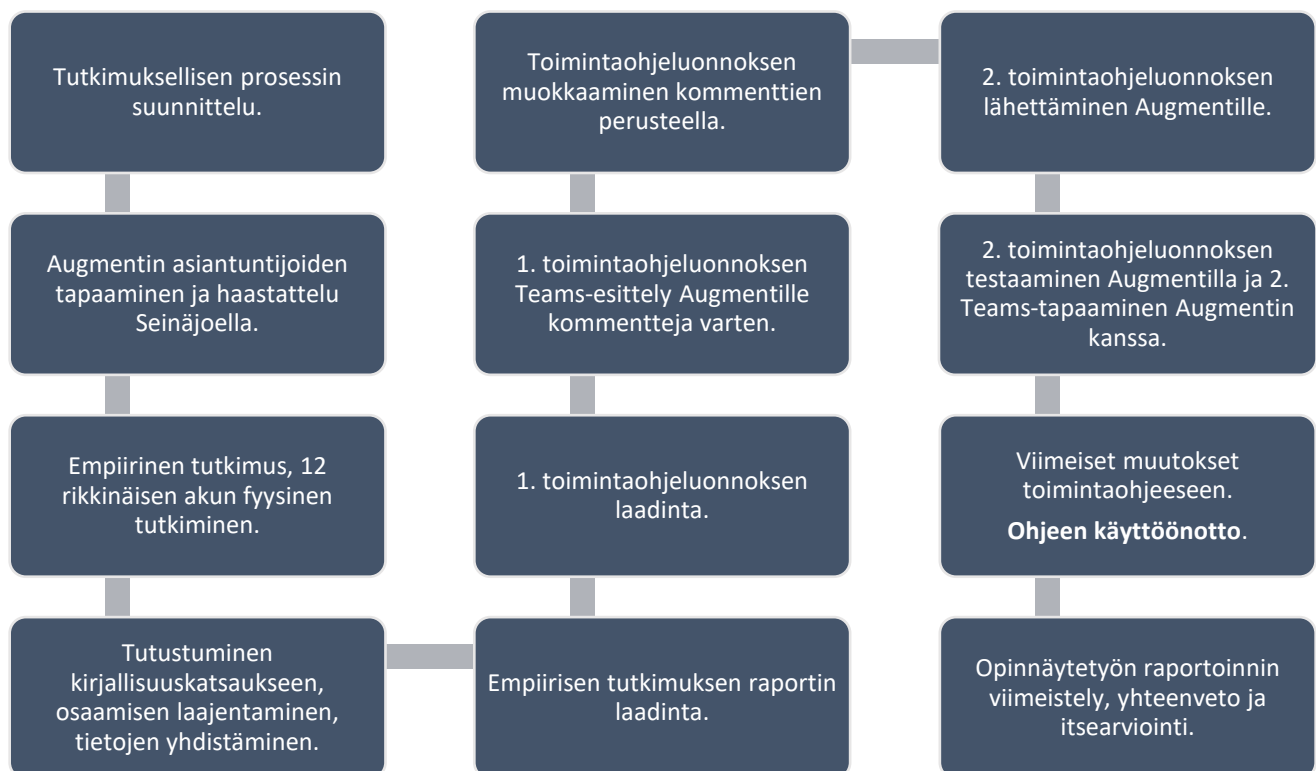 Tutkimuksellisen prosessin
suunnittelu.
Augmentin asiantuntijoiden
tapaaminen ja haastattelu
Seinäjoella.
Empiirinen tutkimus, 12
rikkinäisen akun fyysinen
tutkiminen.
Tutustuminen
kirjallisuuskatsaukseen,
osaamisen laajentaminen,
tietojen yhdistäminen.
Empiirisen tutkimuksen raportin
laadinta.
1. toimintaohjeluonnoksen
laadinta.
1. toimintaohjeluonnoksen
Teams-esittely Augmentille
kommentteja varten.
Toimintaohjeluonnoksen
muokkaaminen kommenttien
perusteella.
2. toimintaohjeluonnoksen
lähettäminen Augmentille.
2. toimintaohjeluonnoksen
testaaminen Augmentilla ja 2.
Teams-tapaaminen Augmentin
kanssa.
Viimeiset muutokset
toimintaohjeeseen.
Ohjeen käyttöönotto.
Opinnäytetyön raportoinnin
viimeistely, yhteenveto ja
itsearviointi.